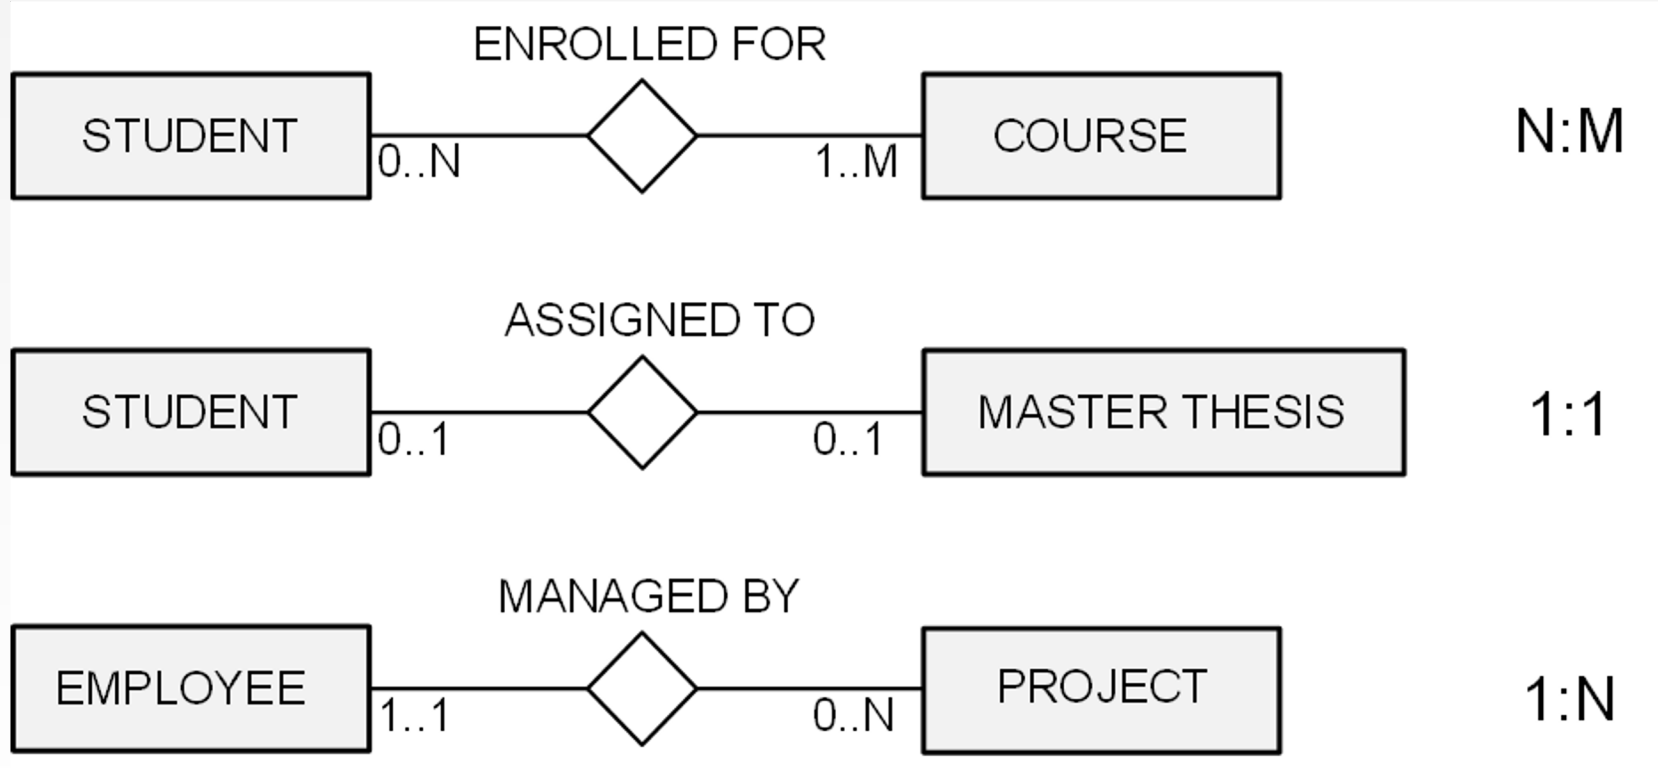 ENROLLED FOR
STUDENT
0..N
1..M
COURSE
N:M
ASSIGNED TO
STUDENT
0..1
0..1
MASTER THESIS
1:1
MANAGED BY
EMPLOYEE
1..1
0..N
PROJECT
1:N